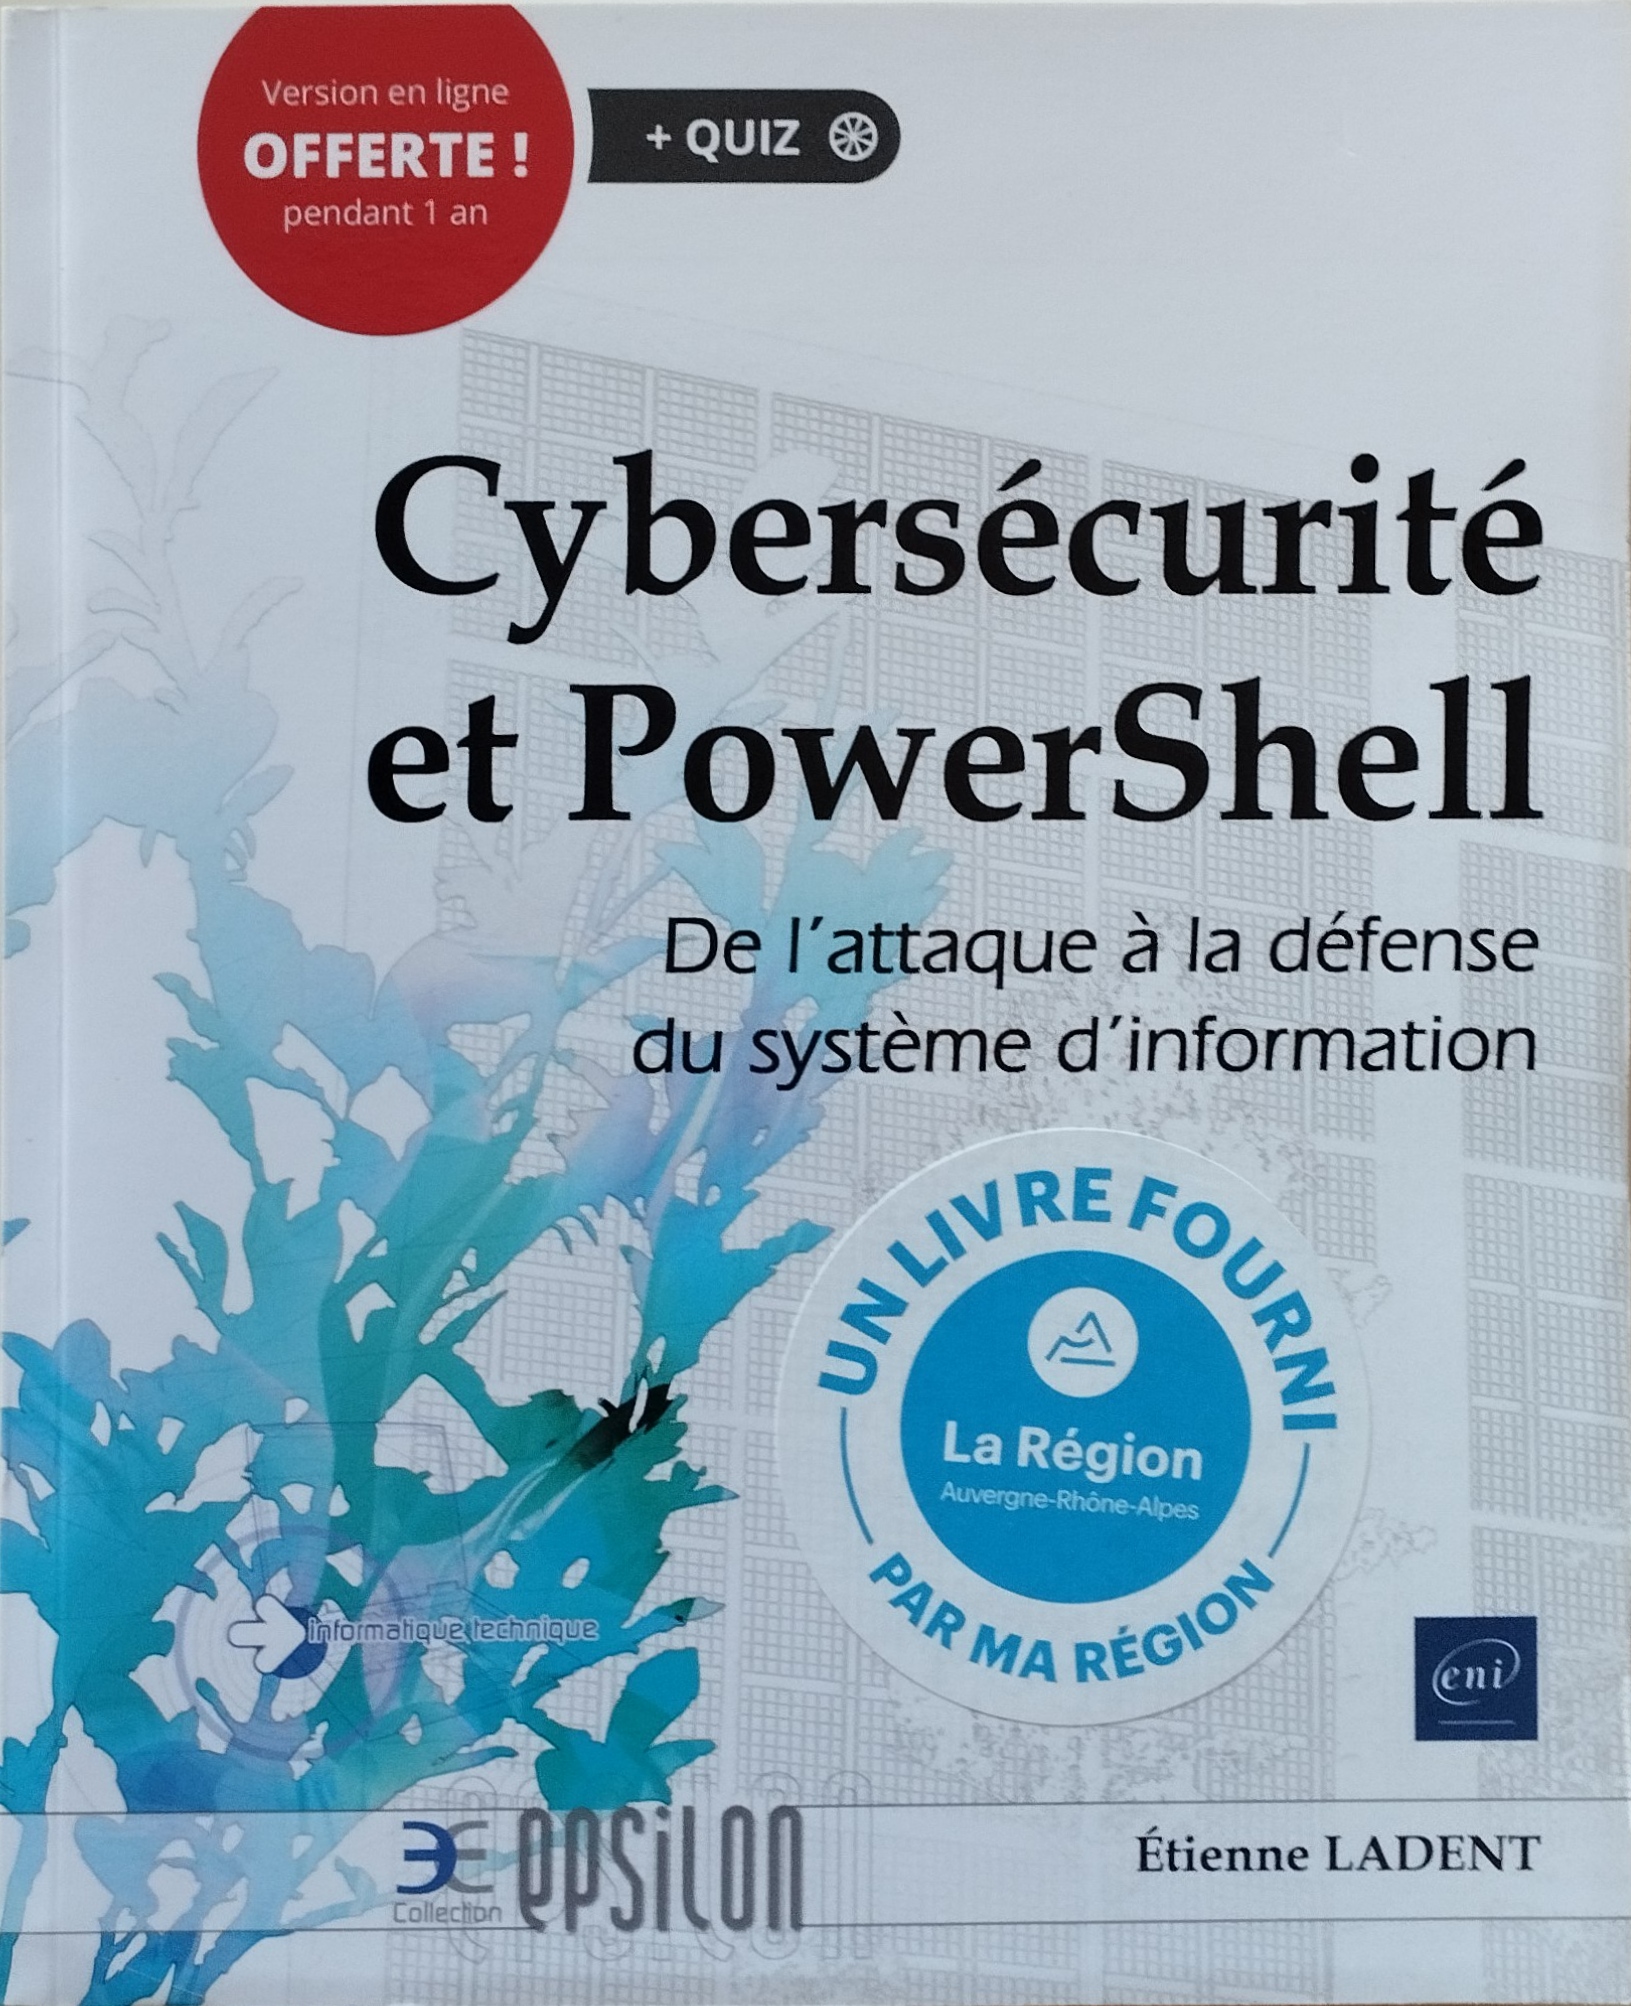 Version en ligne
OFFERTE !
pendant 1 an
+ QUIZ
Cybersécurité
et PowerShell
De l'attaque à la défense
du système d'information
UN LIVRE FOURNI
La Région
Auvergne-Rhône-Alpes
PAR MA RÉGION
informatique technique
eni
epsilon
Collection
Étienne LADENT